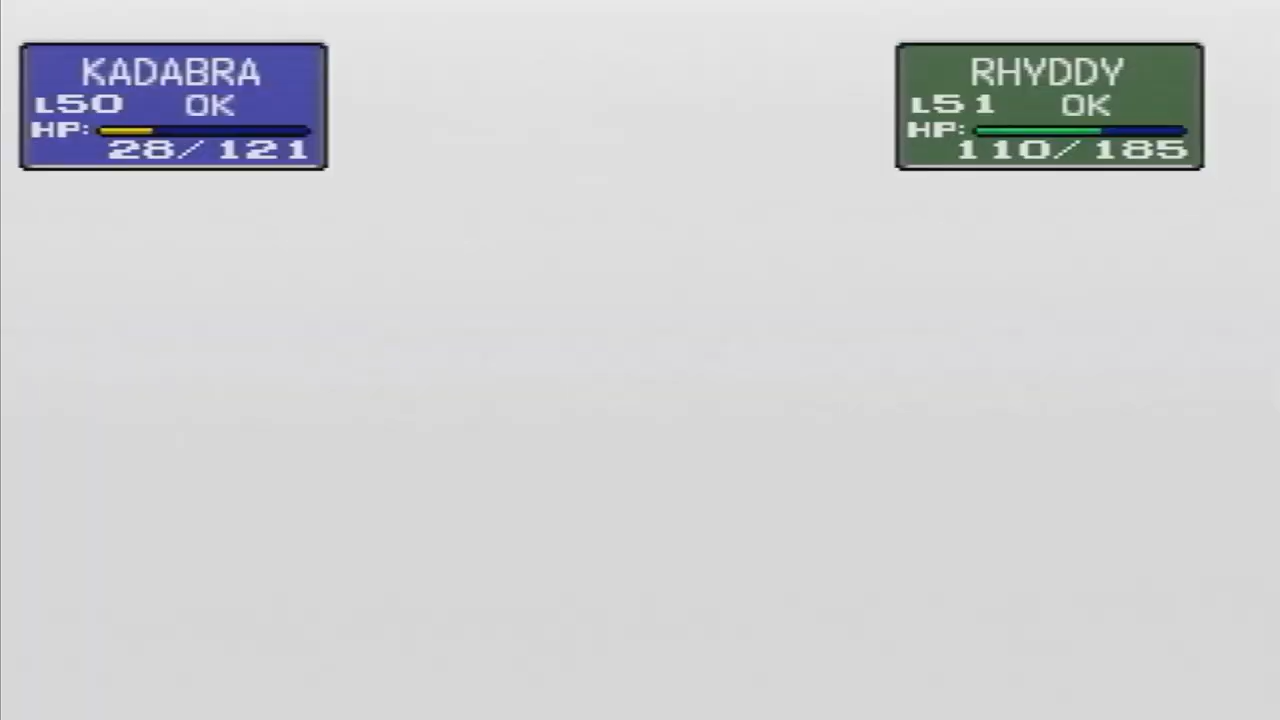 KADABRA
L50 OK
HP:
28/121
RHYDDY
L51 OK
HP:
110/185